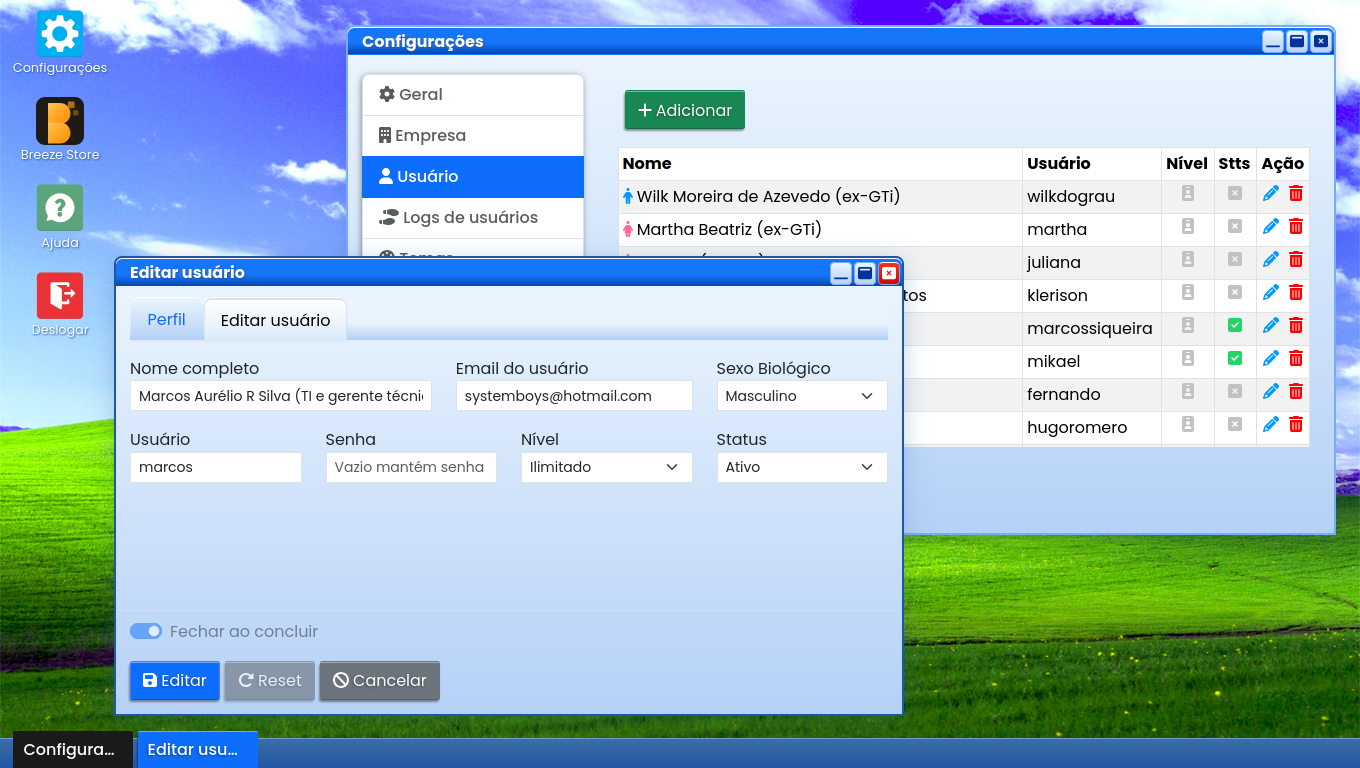 Configurações
Breeze Store
Ajuda
Deslogar
Configurações
Geral
Empresa
Usuário
Logs de usuários
Adicionar
Nome Usuário Nível Stts Ação
Wilk Moreira de Azevedo (ex-GTi) wilkdograu
Martha Beatriz (ex-GTi) martha
juliana
tos klerison
marcossiqueira
mikael
fernando
hugoromero
Editar usuário
Perfil Editar usuário
Nome completo Email do usuário Sexo Biológico
Marcos Aurélio R Silva (TI e gerente técni systemboys@hotmail.com Masculino
Usuário Senha Nível Status
marcos Vazio mantém senha Ilimitado Ativo
Fechar ao concluir
Editar Reset Cancelar
Configura... Editar usu...